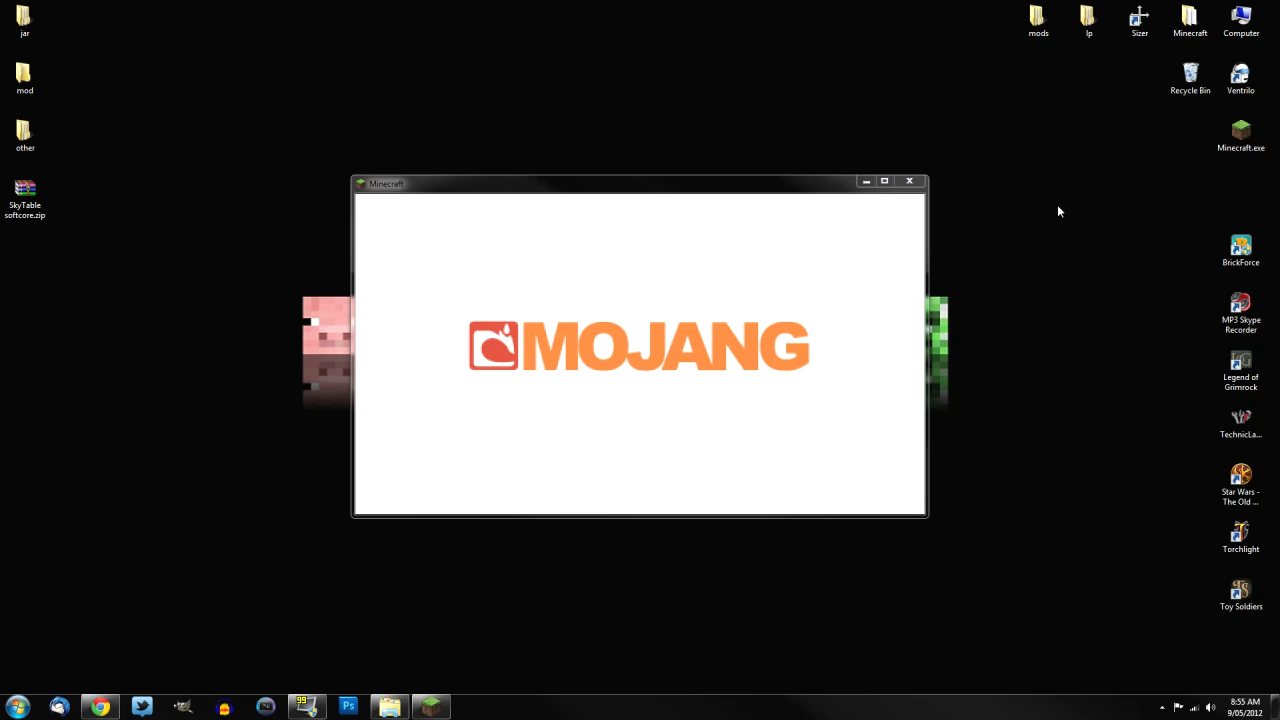 jar
mod
other
SkyTable
softcore.zip
mods
lp
Sizer
Minecraft
Computer
Recycle Bin
Ventrilo
Minecraft.exe
Minecraft
MOJANG
BrickForce
MP3 Skype
Recorder
Legend of
Grimrock
TechnicLa...
Star Wars -
The Old ...
Torchlight
Toy Soldiers
99
Ps
8:55 AM
9/05/2012